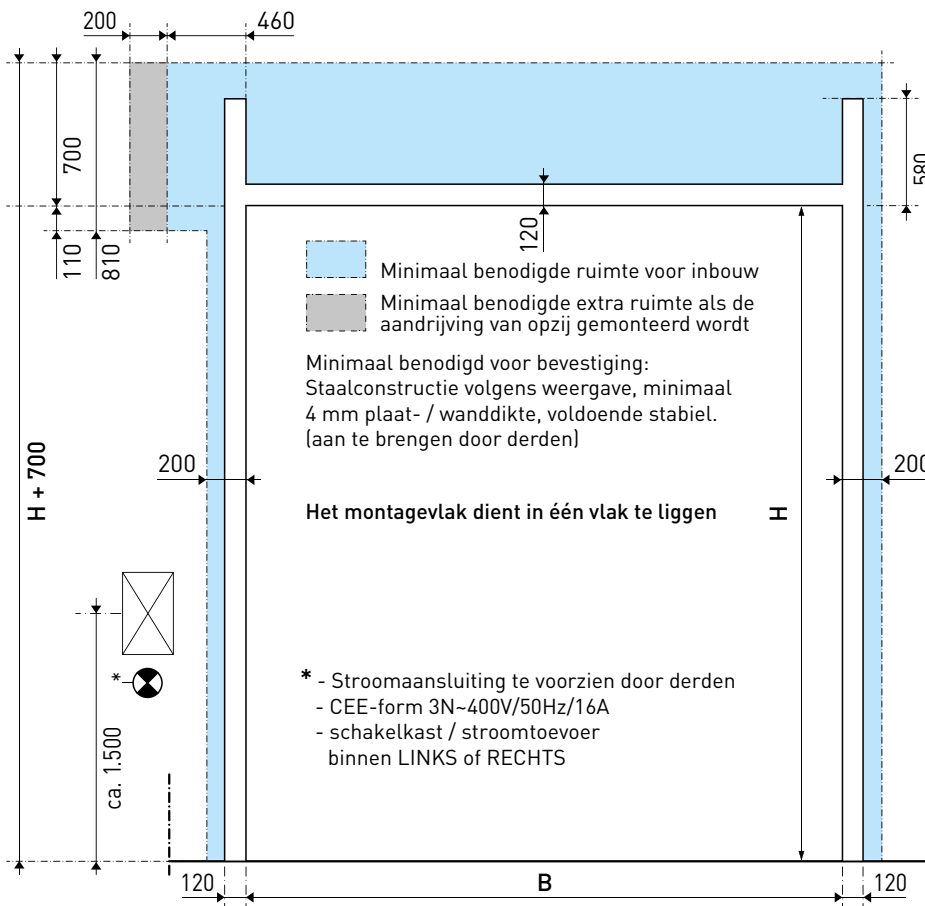 200
460
700
580
120
110
810
Minimaal benodigde ruimte voor inbouw
Minimaal benodigde extra ruimte als de
aandrijving van opzij gemonteerd wordt
Minimaal benodigd voor bevestiging:
Staalconstructie volgens weergave, minimaal
4 mm plaat- / wanddikte, voldoende stabiel.
(aan te brengen door derden)
200
200
H + 700
Het montagevlak dient in één vlak te liggen
H
*
ca. 1.500
* - Stroomaansluiting te voorzien door derden
- CEE-form 3N~400V/50Hz/16A
- schakelkast / stroomtoevoer
binnen LINKS of RECHTS
120
B
120